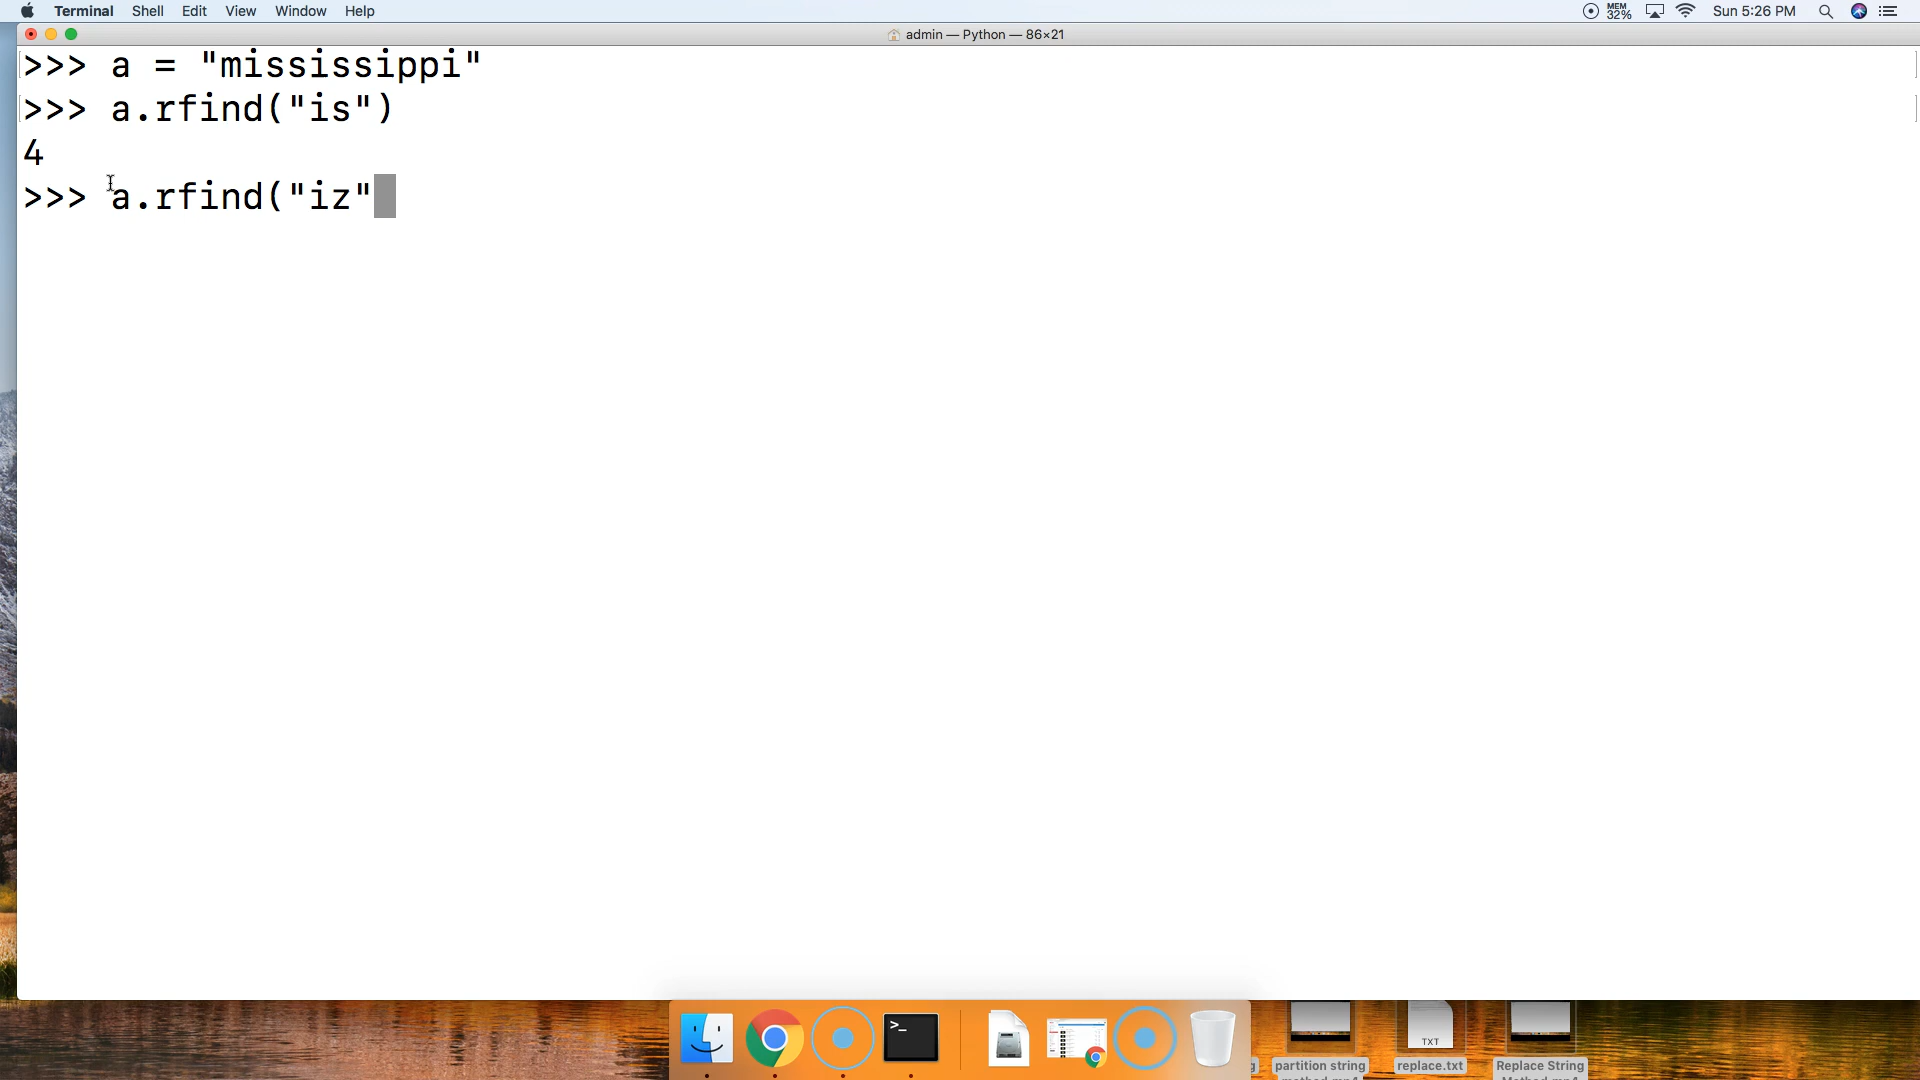 Terminal Shell Edit View Window Help MEM 32% Sun 5:26 PM
admin — Python — 86×21
>>> a = "mississippi"
>>> a.rfind("is")
4
>>> a.rfind("iz"
>_
TXT
g partition string replace.txt Replace String